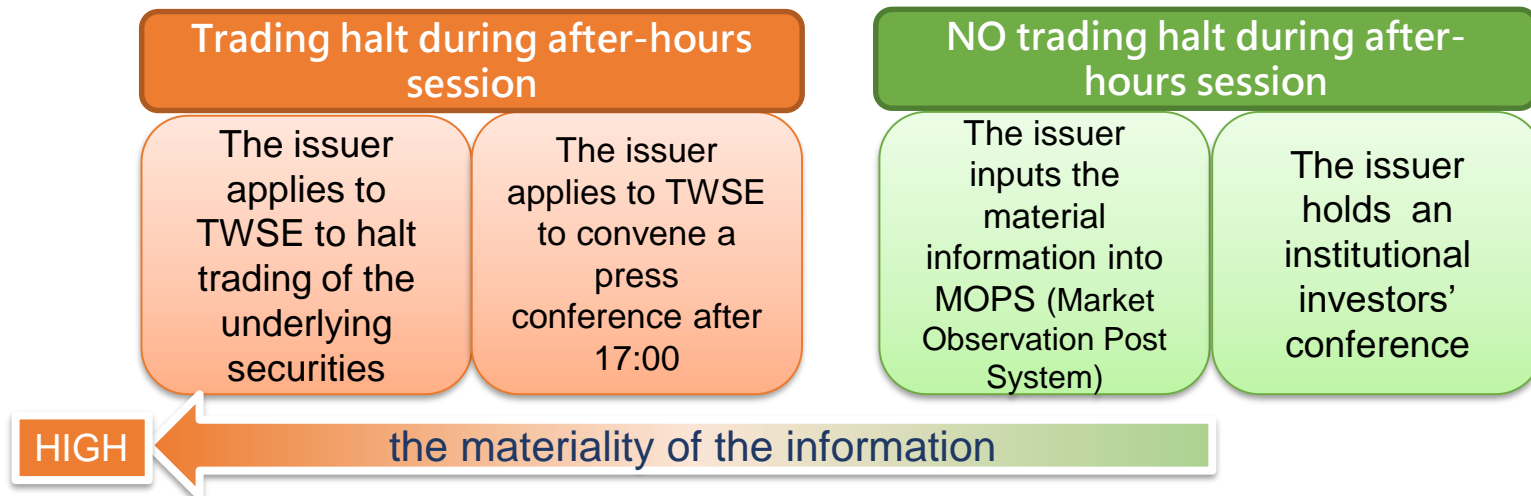 Trading halt during after-hours
session
NO trading halt during after-
hours session
The issuer
applies to
TWSE to halt
trading of the
underlying
securities
The issuer
applies to TWSE
to convene a
press
conference after
17:00
The issuer
inputs the
material
information into
MOPS (Market
Observation Post
System)
The issuer
holds  an
institutional
investors’
conference
HIGH
the materiality of the information